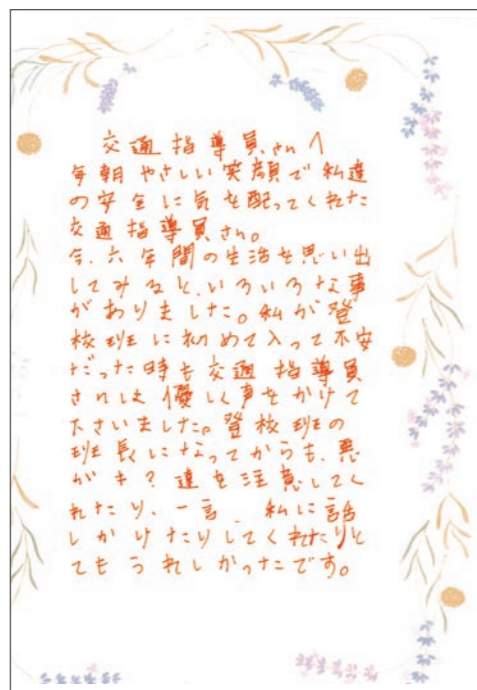 交通指導員さんへ
毎朝やさしい笑顔で私達
の安全に気を配ってくれた
交通指導員さん。
今、六年間の生活を思い出
してみると、いろいろな事
がありました。私が登
校班に初めて入って不安
だった時も交通指導員
さんは優しく声をかけて
下さいました。登校班の
班長になってからも、悪
がき?達を注意してく
れたり、一言、私に話
しかけたりしてくれたりと
てもうれしかったです。